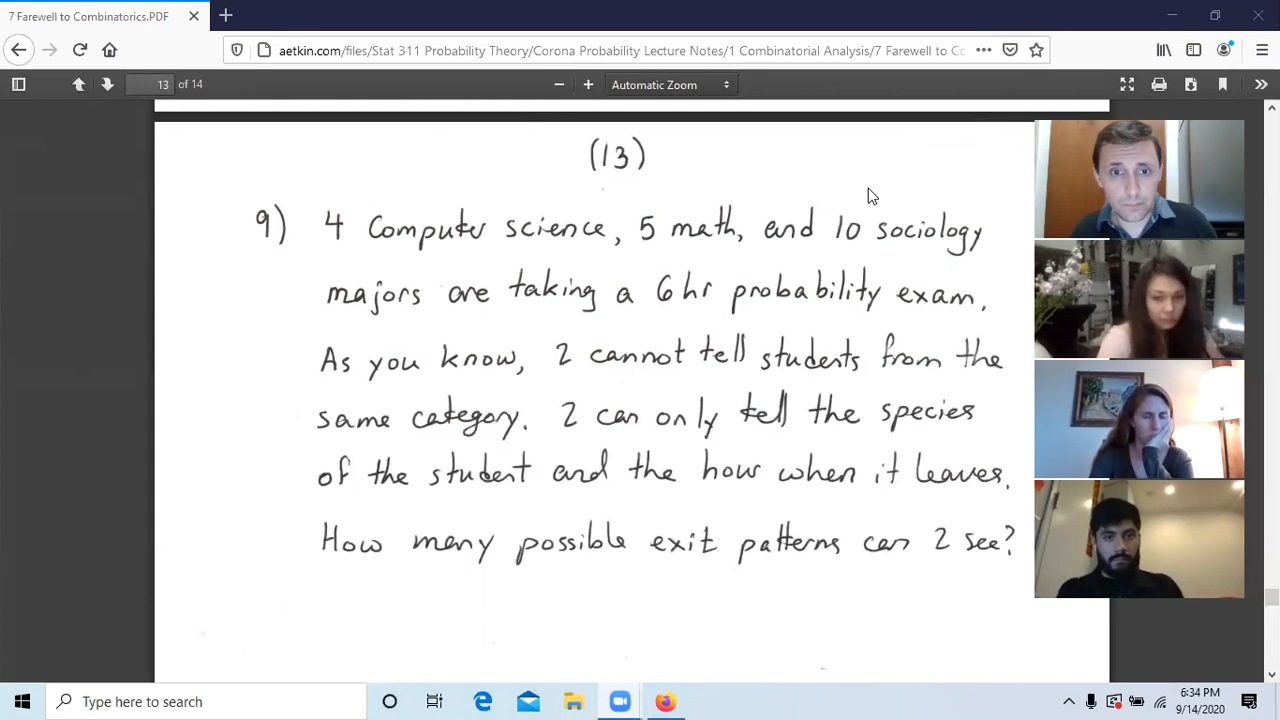 7 Farewell to Combinatorics.PDF
aetkin.com/files/Stat 311 Probability Theory/Corona Probability Lecture Notes/1 Combinatorial Analysis/7 Farewell to Cc
13 of 14
Automatic Zoom
(13)
9) 4 Computer science, 5 math, and 10 sociology
majors are taking a 6 hr probability exam.
As you know, 2 cannot tell students from the
same category. 2 can only tell the species
of the student and the hour when it leaves.
How many possible exit patterns can 2 see?
Type here to search
6:34 PM
9/14/2020